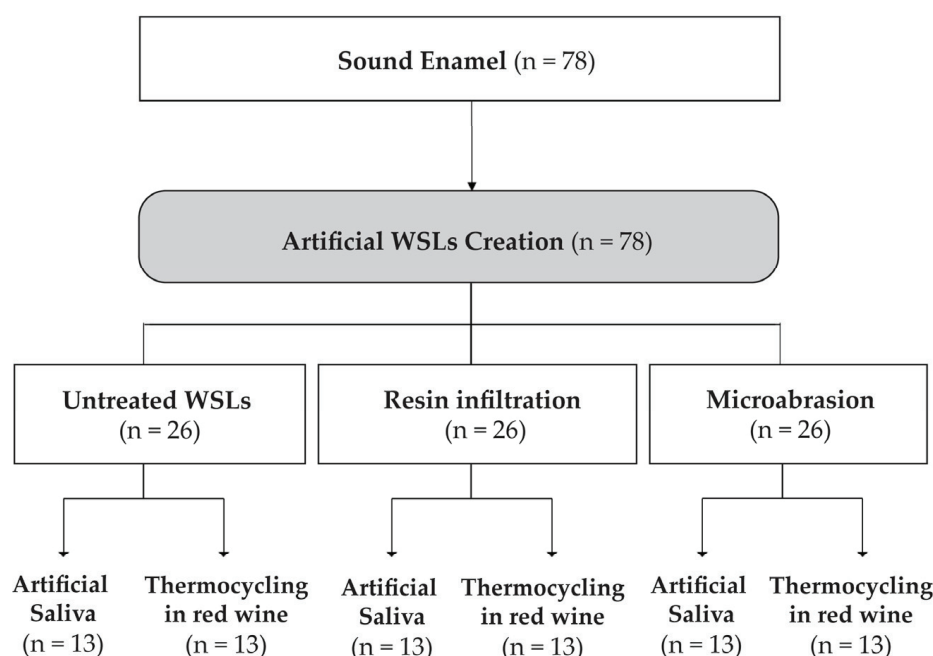 Sound Enamel (n = 78)
Artificial WSLs Creation (n = 78)
Untreated WSLs
(n = 26)
Resin infiltration
(n = 26)
Microabrasion
(n = 26)
Artificial
Saliva
(n = 13)
Thermocycling
in red wine
(n = 13)
Artificial
Saliva
(n = 13)
Thermocycling
in red wine
(n = 13)
Artificial
Saliva
(n = 13)
Thermocycling
in red wine
(n = 13)